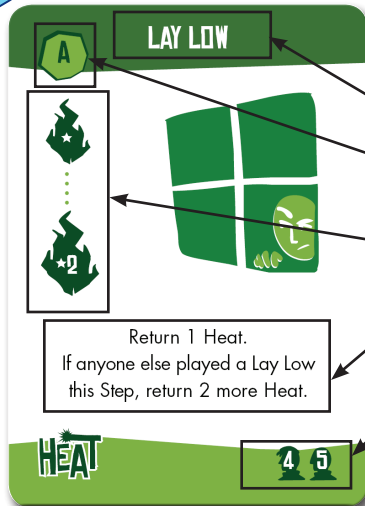 A
LAY LOW
★
★2
Return 1 Heat.
If anyone else played a Lay Low
this Step, return 2 more Heat.
HEAT
4 5